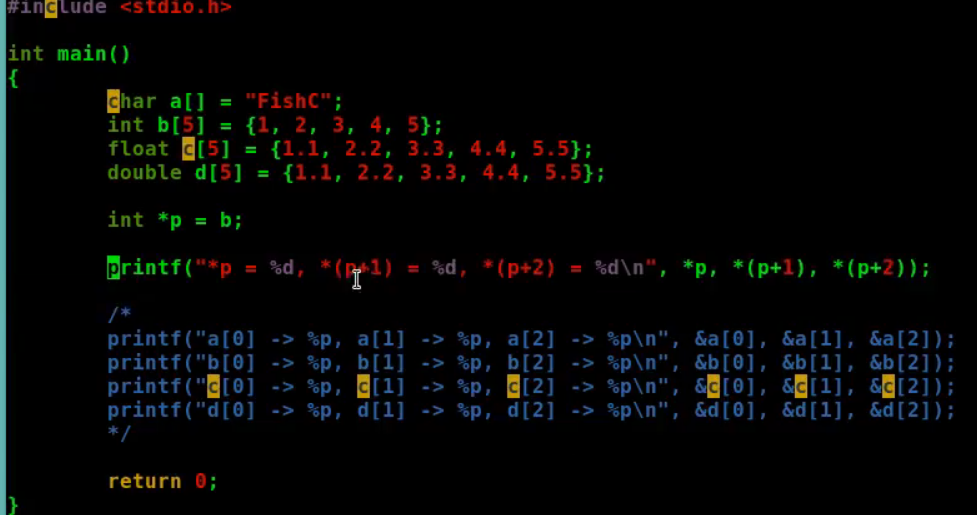 #include <stdio.h>
int main()
{
char a[] = "FishC";
int b[5] = {1, 2, 3, 4, 5};
float c[5] = {1.1, 2.2, 3.3, 4.4, 5.5};
double d[5] = {1.1, 2.2, 3.3, 4.4, 5.5};
int *p = b;
printf("*p = %d, *(p+1) = %d, *(p+2) = %d\n", *p, *(p+1), *(p+2));
/*
printf("a[0] -> %p, a[1] -> %p, a[2] -> %p\n", &a[0], &a[1], &a[2]);
printf("b[0] -> %p, b[1] -> %p, b[2] -> %p\n", &b[0], &b[1], &b[2]);
printf("c[0] -> %p, c[1] -> %p, c[2] -> %p\n", &c[0], &c[1], &c[2]);
printf("d[0] -> %p, d[1] -> %p, d[2] -> %p\n", &d[0], &d[1], &d[2]);
*/
return 0;
}